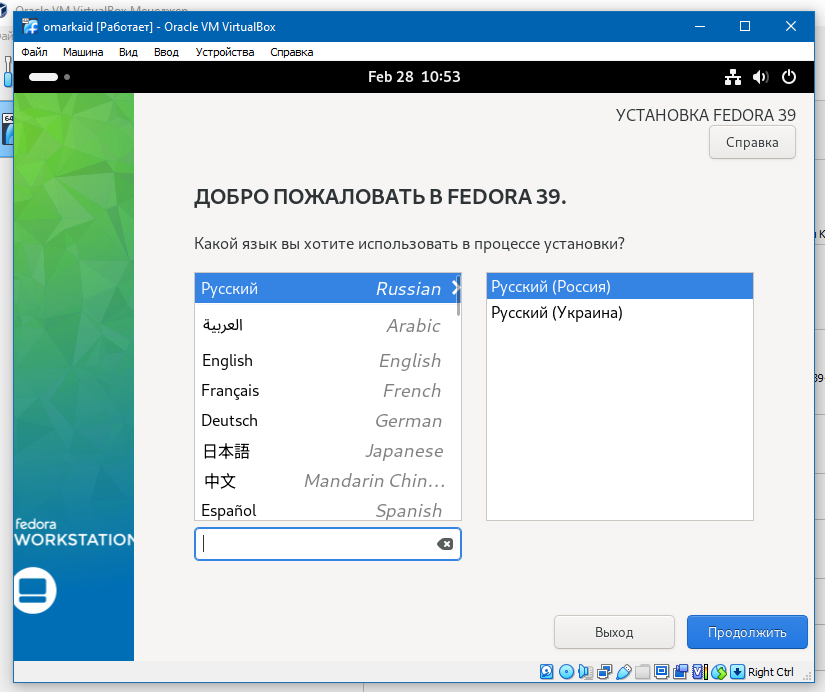 Oracle VM VirtualBox Менеджер
omarkaid [Работает] - Oracle VM VirtualBox
Файл Машина Вид Ввод Устройства Справка
Feb 28 10:53
УСТАНОВКА FEDORA 39
Справка
ДОБРО ПОЖАЛОВАТЬ В FEDORA 39.
Какой язык вы хотите использовать в процессе установки?
Русский Russian
العربية Arabic
English English
Français French
Deutsch German
日本語 Japanese
中文 Mandarin Chin...
Español Spanish
Русский (Россия)
Русский (Украина)
fedora
WORKSTATION
64
39
Выход
Продолжить
Right Ctrl